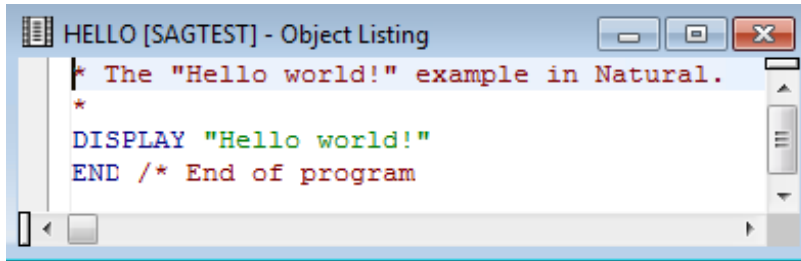 HELLO [SAGTEST] - Object Listing
* The "Hello world!" example in Natural.
*
DISPLAY "Hello world!"
END /* End of program